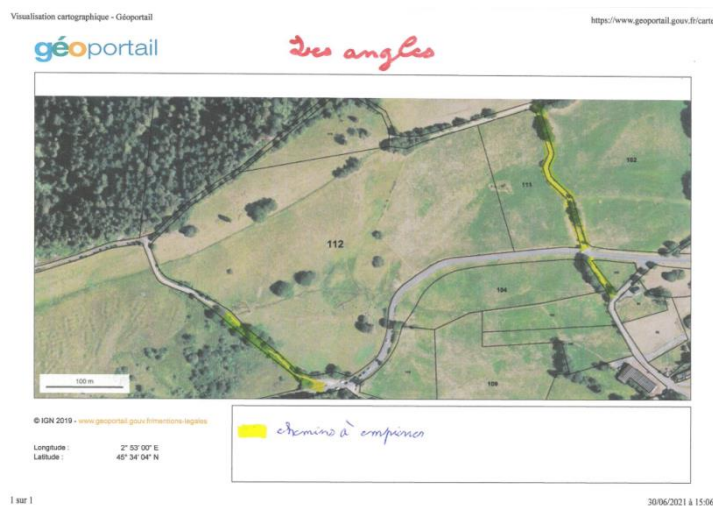 Visualisation cartographique - Géoportail
https://www.geoportail.gouv.fr/carte
géoportail
Les angles
103
111
112
104
106
100 m
© IGN 2019 - www.geoportail.gouv.fr/mentions-legales
Longitude : 2° 53' 00" E
Latitude : 45° 34' 04" N
chemins à empierrer
1 sur 1
30/06/2021 à 15:06